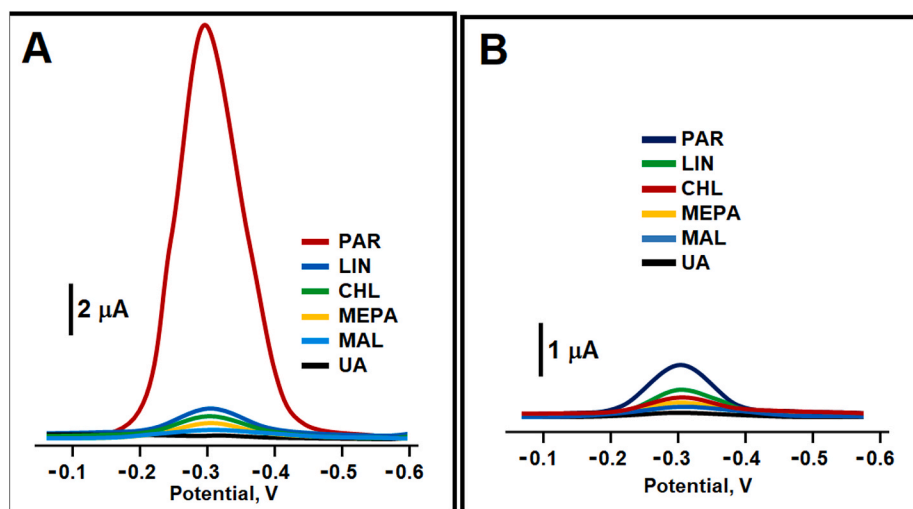 A
PAR
LIN
CHL
MEPA
MAL
UA
2 μA
-0.1 -0.2 -0.3 -0.4 -0.5 -0.6
Potential, V
B
PAR
LIN
CHL
MEPA
MAL
UA
1 μA
-0.1 -0.2 -0.3 -0.4 -0.5 -0.6
Potential, V